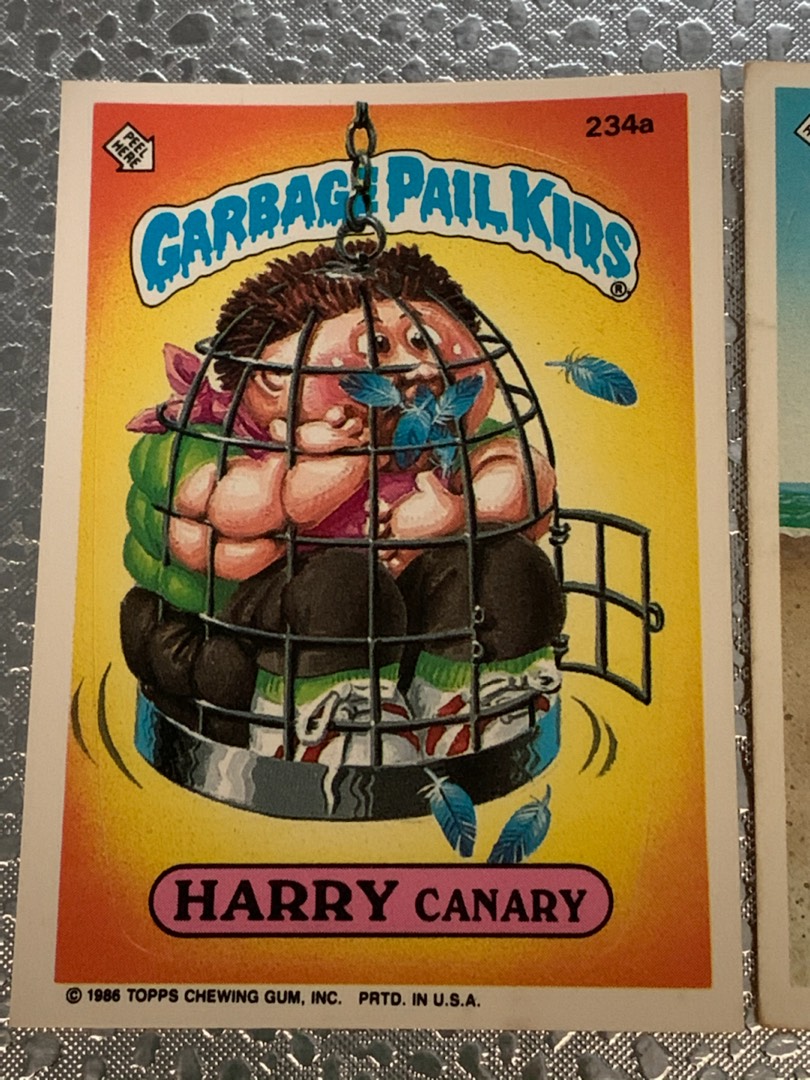 PEEL
HERE
234a
GARBAGE PAIL KIDS
®
HARRY CANARY
© 1986 TOPPS CHEWING GUM, INC. PRTD. IN U.S.A.